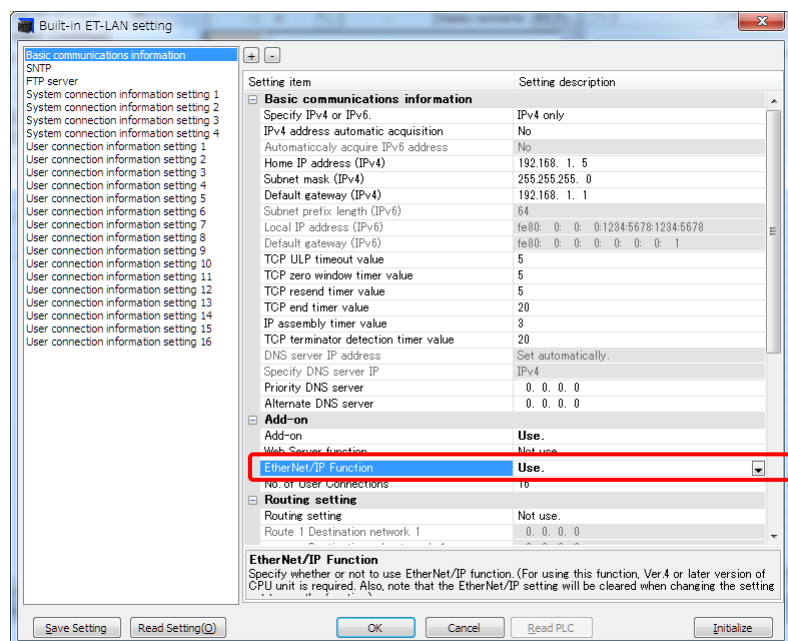 Built-in ET-LAN setting
Basic communications information
SNTP
FTP server
System connection information setting 1
System connection information setting 2
System connection information setting 3
System connection information setting 4
User connection information setting 1
User connection information setting 2
User connection information setting 3
User connection information setting 4
User connection information setting 5
User connection information setting 6
User connection information setting 7
User connection information setting 8
User connection information setting 9
User connection information setting 10
User connection information setting 11
User connection information setting 12
User connection information setting 13
User connection information setting 14
User connection information setting 15
User connection information setting 16
Setting item Setting description
Basic communications information
Specify IPv4 or IPv6. IPv4 only
IPv4 address automatic acquisition No
Automaticcaly acquire IPv6 address No
Home IP address (IPv4) 192.168. 1. 5
Subnet mask (IPv4) 255.255.255. 0
Default gateway (IPv4) 192.168. 1. 1
Subnet prefix length (IPv6) 64
Local IP address (IPv6) fe80: 0: 0: 0:1234:5678:1234:5678
Default gateway (IPv6) fe80: 0: 0: 0: 0: 0: 0: 1
TCP ULP timeout value 5
TCP zero window timer value 5
TCP resend timer value 5
TCP end timer value 20
IP assembly timer value 3
TCP terminator detection timer value 20
DNS server IP address Set automatically.
Specify DNS server IP IPv4
Priority DNS server 0. 0. 0. 0
Alternate DNS server 0. 0. 0. 0
Add-on
Add-on Use.
Web Server function Not use.
EtherNet/IP Function Use.
No. of User Connections 16
Routing setting
Routing setting Not use.
Route 1 Destination network 1 0. 0. 0. 0
EtherNet/IP Function
Specify whether or not to use EtherNet/IP function. (For using this function, Ver.4 or later version of
CPU unit is required. Also, note that the EtherNet/IP setting will be cleared when changing the setting
Save Setting Read Setting(O) OK Cancel Read PLC Initialize